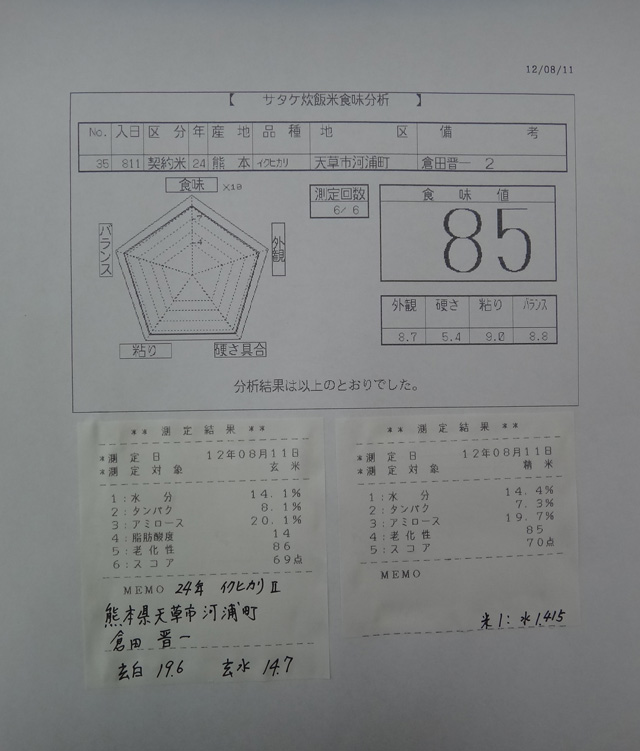 12/08/11
【 サタケ炊飯米食味分析 】
No. 入日 区分 年 産地 品種 地区 備考
35 811 契約米 24 熊本 イクヒカリ 天草市河浦町 倉田晋一 2
食味 ×10
7
4
外観
硬さ具合
粘り
バランス
測定回数
6/ 6
食味値
85
外観 硬さ 粘り バランス
8.7 5.4 9.0 8.8
分析結果は以上のとおりでした。
** 測定結果 **
*測定日 12年08月11日
*測定対象 玄米
1:水分 14.1%
2:タンパク 8.1%
3:アミロース 20.1%
4:脂肪酸度 14
5:老化性 86
6:スコア 69点
MEMO 24年 イクヒカリⅡ
熊本県天草市河浦町
倉田 晋一
玄白 19.6 玄水 14.7
** 測定結果 **
*測定日 12年08月11日
*測定対象 精米
1:水分 14.4%
2:タンパク 7.3%
3:アミロース 19.7%
4:老化性 85
5:スコア 70点
MEMO
米1:水1.415